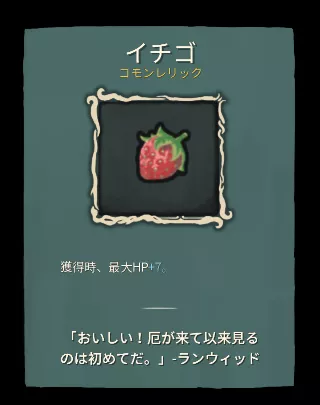 イチゴ
コモンレリック
獲得時、最大HP+7。
「おいしい！厄が来て以来見る
のは初めてだ。」-ランウィッド